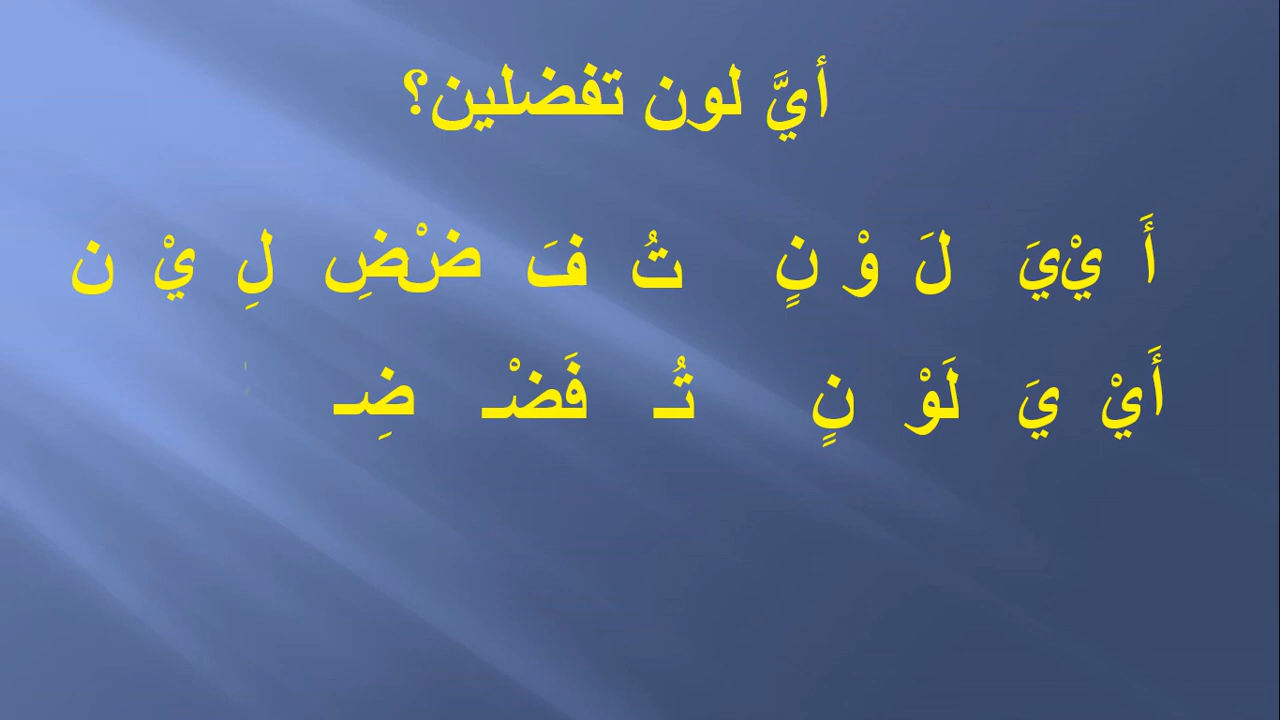 أيَّ لون تفضلين؟
أَ يْيَ لَ وْ نٍ تُ فَ ضْضِ لِ يْ ن
أَيْ يَ لَوْ نٍ تُـ فَضْـ ضِـ